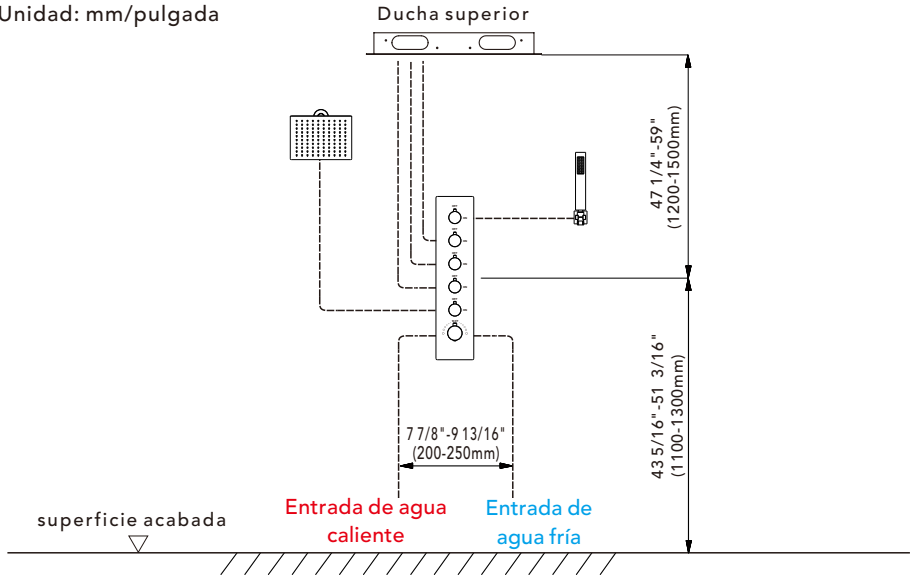 Unidad: mm/pulgada
Ducha superior
47 1/4"-59"
(1200-1500mm)
43 5/16"-51 3/16"
(1100-1300mm)
7 7/8"-9 13/16"
(200-250mm)
Entrada de agua
caliente
Entrada de
agua fría
superficie acabada